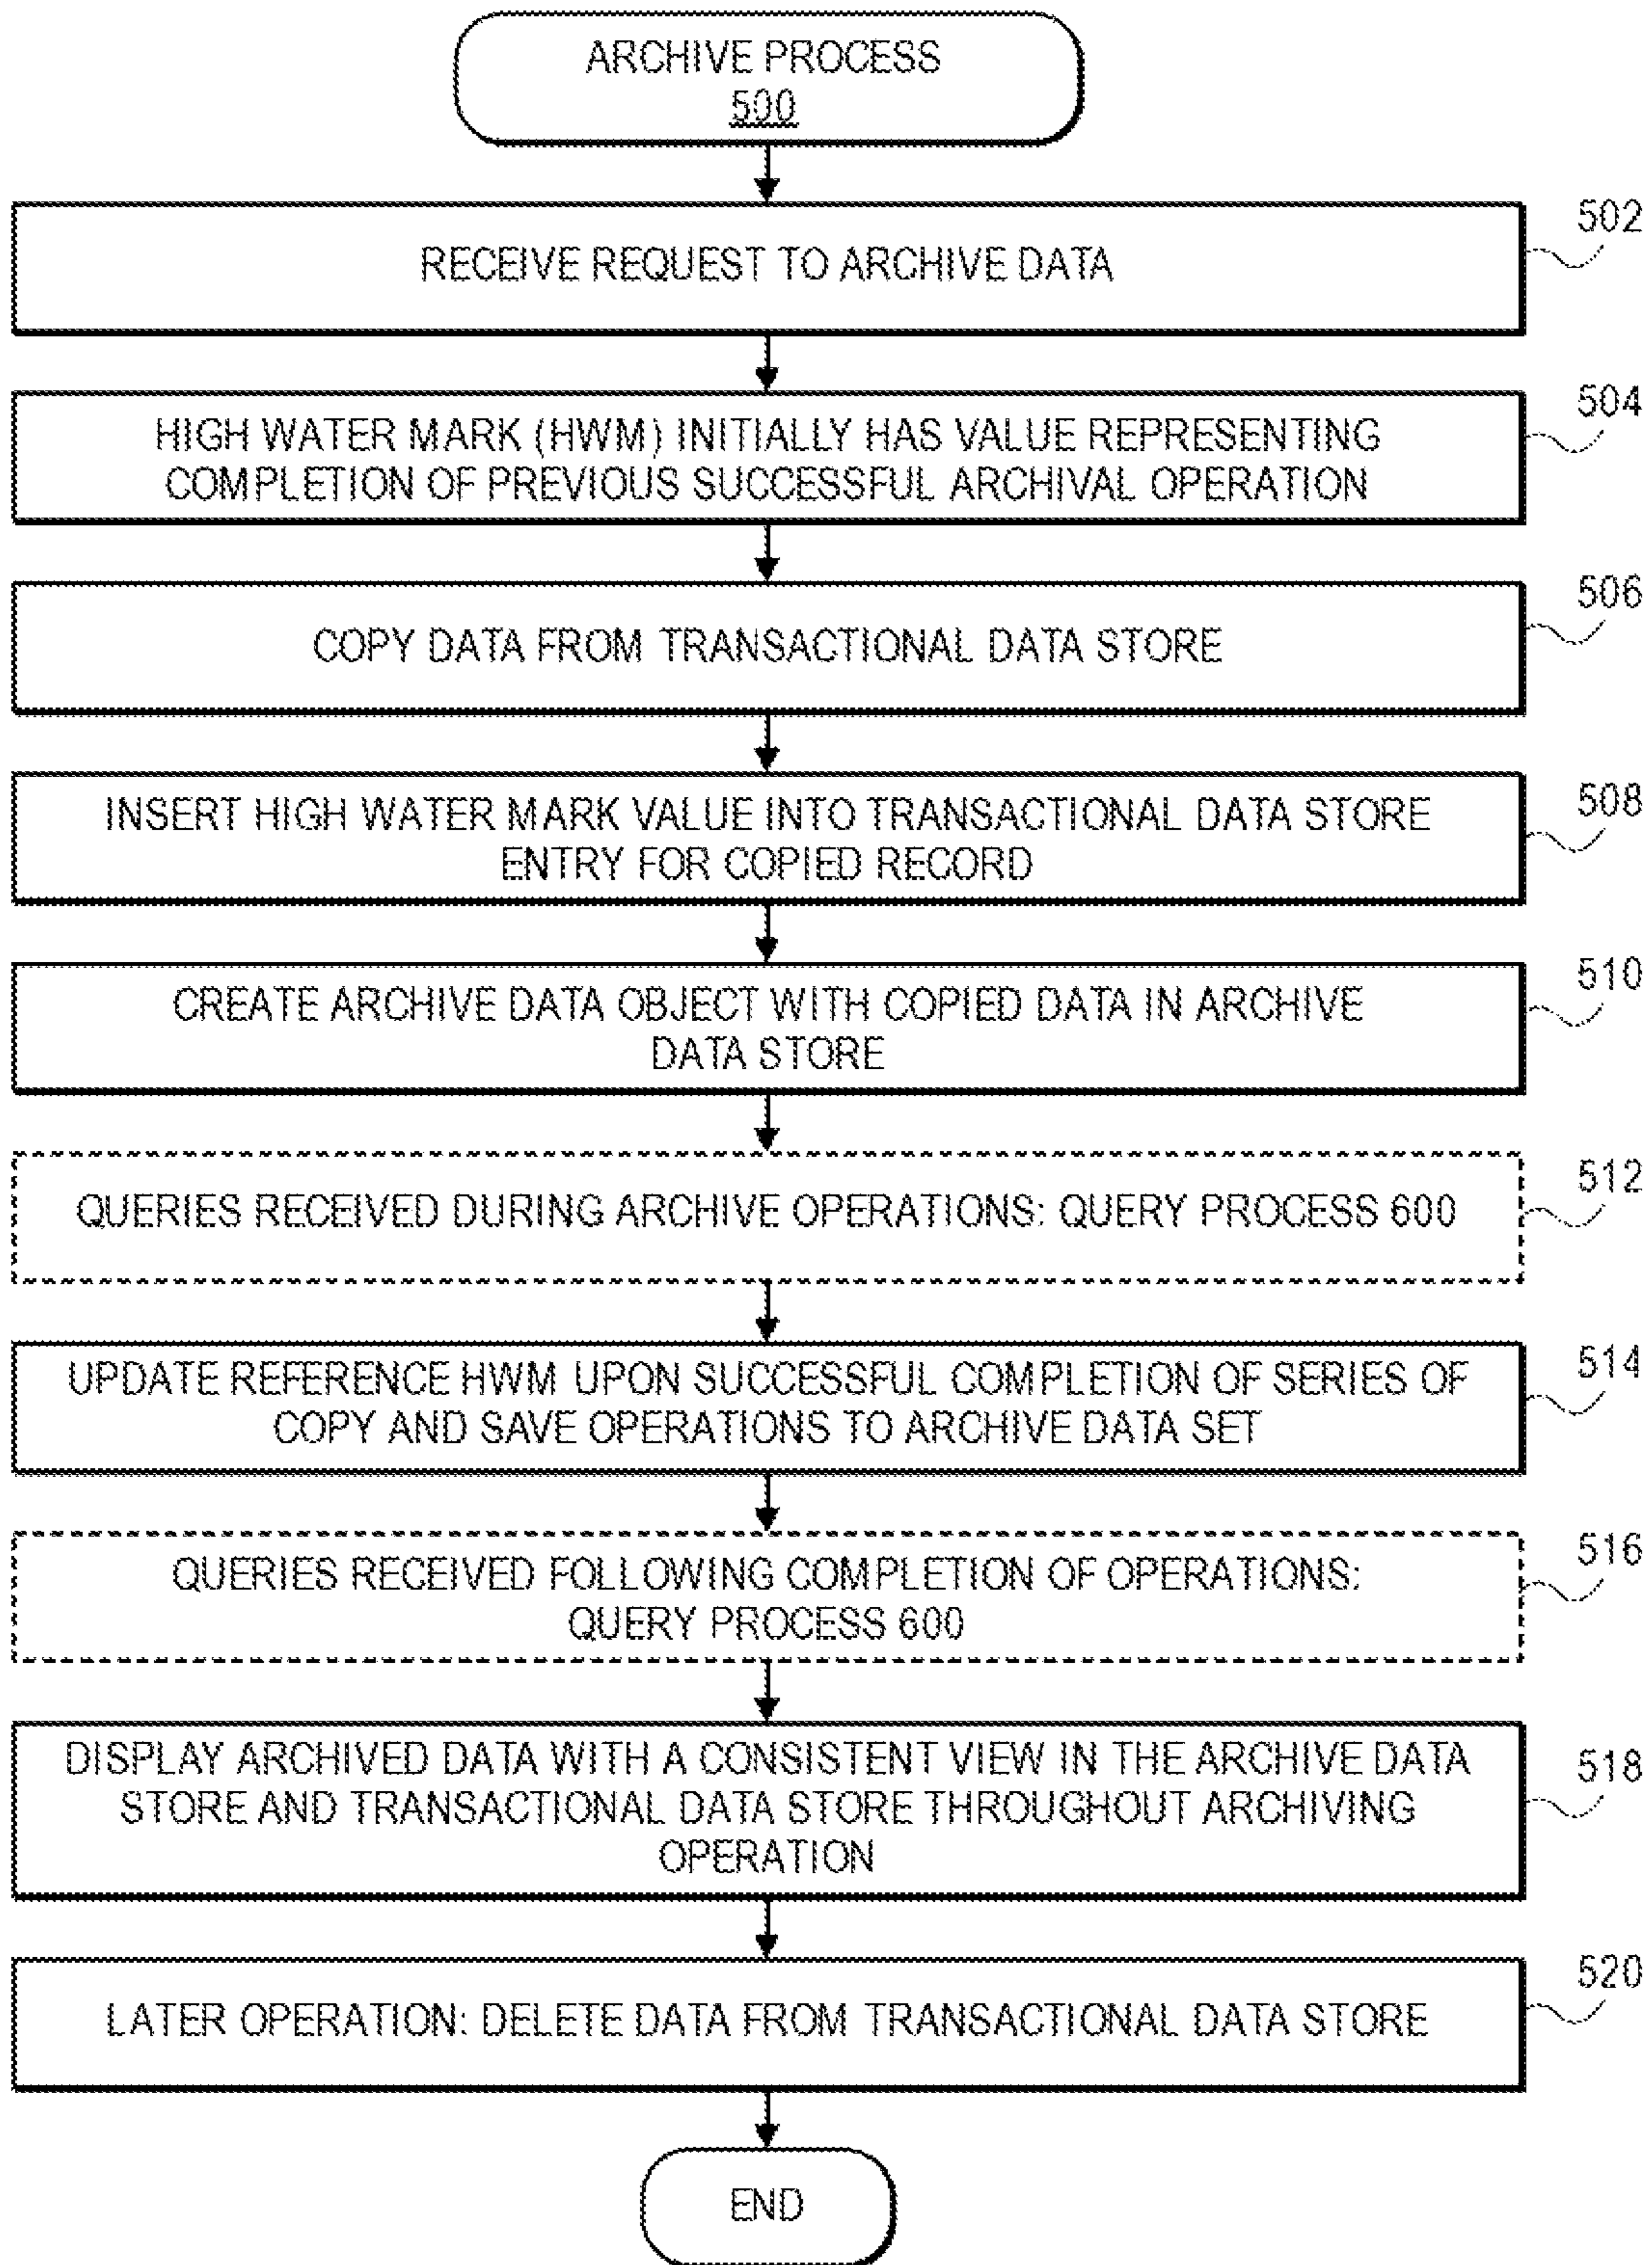 ARCHIVE PROCESS
500
RECEIVE REQUEST TO ARCHIVE DATA
502
HIGH WATER MARK (HWM) INITIALLY HAS VALUE REPRESENTING
COMPLETION OF PREVIOUS SUCCESSFUL ARCHIVAL OPERATION
504
COPY DATA FROM TRANSACTIONAL DATA STORE
506
INSERT HIGH WATER MARK VALUE INTO TRANSACTIONAL DATA STORE
ENTRY FOR COPIED RECORD
508
CREATE ARCHIVE DATA OBJECT WITH COPIED DATA IN ARCHIVE
DATA STORE
510
QUERIES RECEIVED DURING ARCHIVE OPERATIONS: QUERY PROCESS 600
512
UPDATE REFERENCE HWM UPON SUCCESSFUL COMPLETION OF SERIES OF
COPY AND SAVE OPERATIONS TO ARCHIVE DATA SET
514
QUERIES RECEIVED FOLLOWING COMPLETION OF OPERATIONS:
QUERY PROCESS 600
516
DISPLAY ARCHIVED DATA WITH A CONSISTENT VIEW IN THE ARCHIVE DATA
STORE AND TRANSACTIONAL DATA STORE THROUGHOUT ARCHIVING
OPERATION
518
LATER OPERATION: DELETE DATA FROM TRANSACTIONAL DATA STORE
520
END